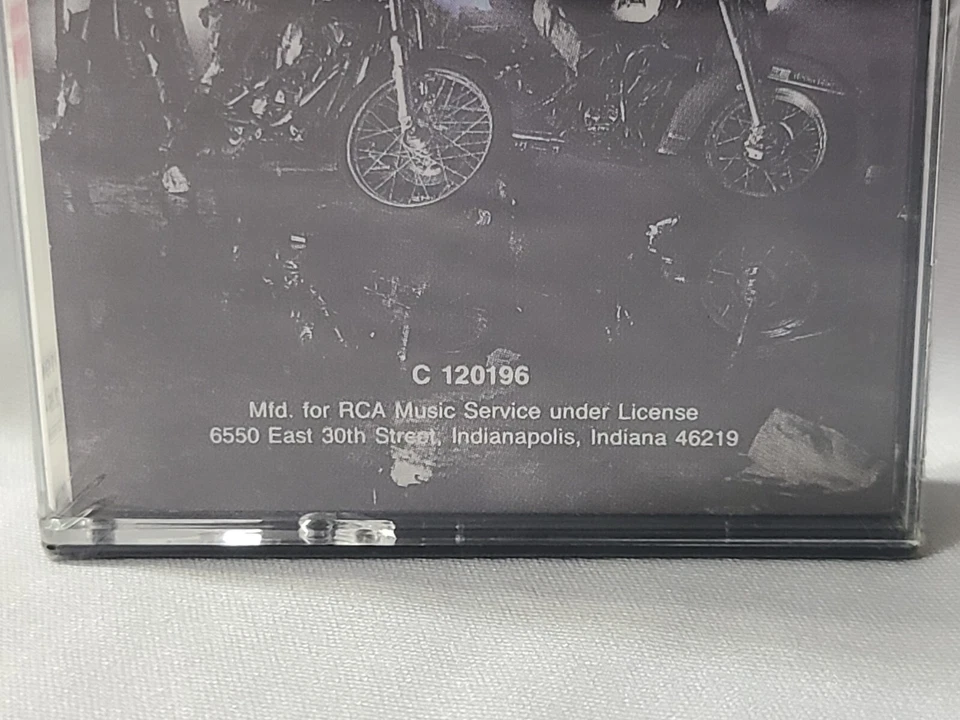 C 120196
Mfd. for RCA Music Service under License
6550 East 30th Street, Indianapolis, Indiana 46219